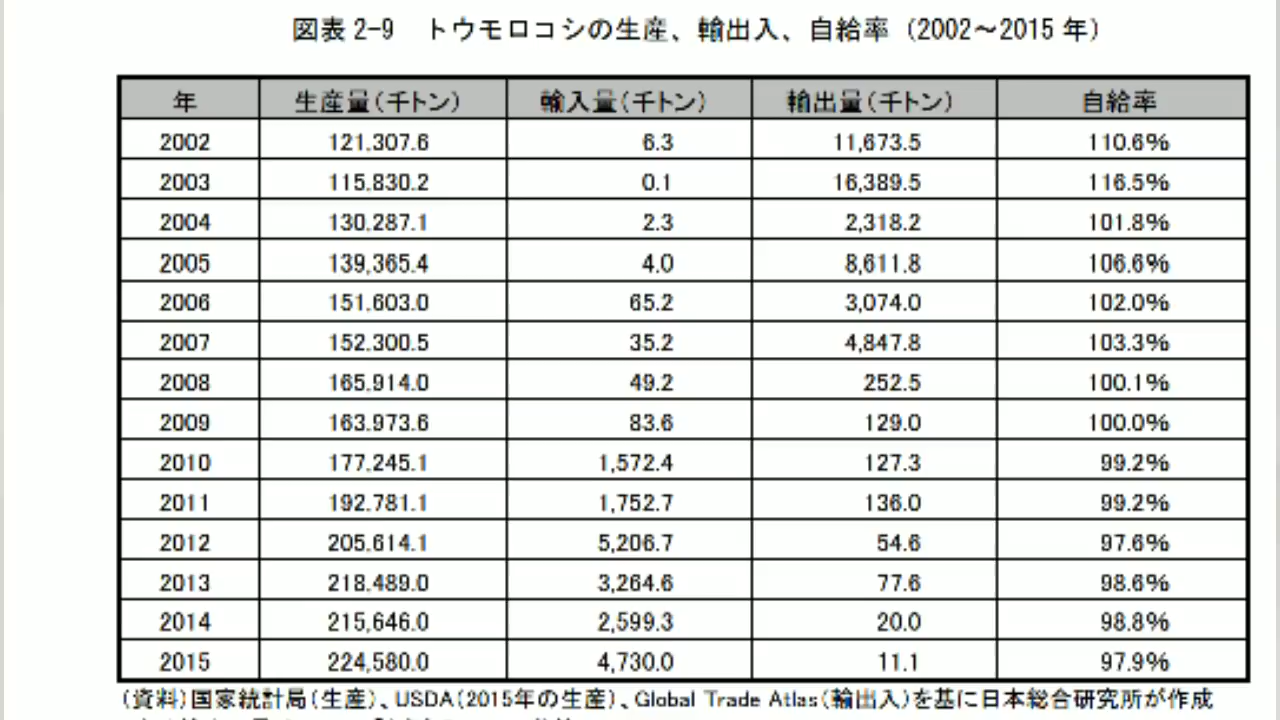 図表 2-9 トウモロコシの生産、輸出入、自給率（2002～2015 年）
年 生産量（千トン） 輸入量（千トン） 輸出量（千トン） 自給率
2002 121,307.6 6.3 11,673.5 110.6%
2003 115,830.2 0.1 16,389.5 116.5%
2004 130,287.1 2.3 2,318.2 101.8%
2005 139,365.4 4.0 8,611.8 106.6%
2006 151,603.0 65.2 3,074.0 102.0%
2007 152,300.5 35.2 4,847.8 103.3%
2008 165,914.0 49.2 252.5 100.1%
2009 163,973.6 83.6 129.0 100.0%
2010 177,245.1 1,572.4 127.3 99.2%
2011 192,781.1 1,752.7 136.0 99.2%
2012 205,614.1 5,206.7 54.6 97.6%
2013 218,489.0 3,264.6 77.6 98.6%
2014 215,646.0 2,599.3 20.0 98.8%
2015 224,580.0 4,730.0 11.1 97.9%
（資料）国家統計局（生産）、USDA（2015年の生産）、Global Trade Atlas（輸出入）を基に日本総合研究所が作成